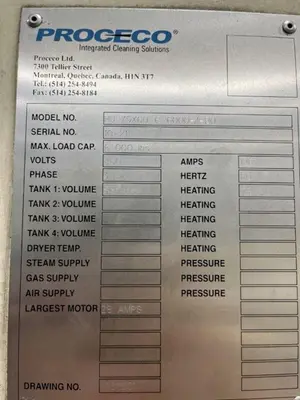 PROCECO
Integrated Cleaning Solutions
Proceco Ltd.
7300 Tellier Street
Montreal, Quebec, Canada, H1N 3T7
Tel.: (514) 254-8494
Fax: (514) 254-8184
MODEL NO.
SERIAL NO.
MAX. LOAD CAP.
VOLTS AMPS
PHASE HERTZ
TANK 1: VOLUME HEATING
TANK 2: VOLUME HEATING
TANK 3: VOLUME HEATING
TANK 4: VOLUME HEATING
DRYER TEMP. HEATING
STEAM SUPPLY PRESSURE
GAS SUPPLY PRESSURE
AIR SUPPLY PRESSURE
LARGEST MOTOR AMPS
DRAWING NO.